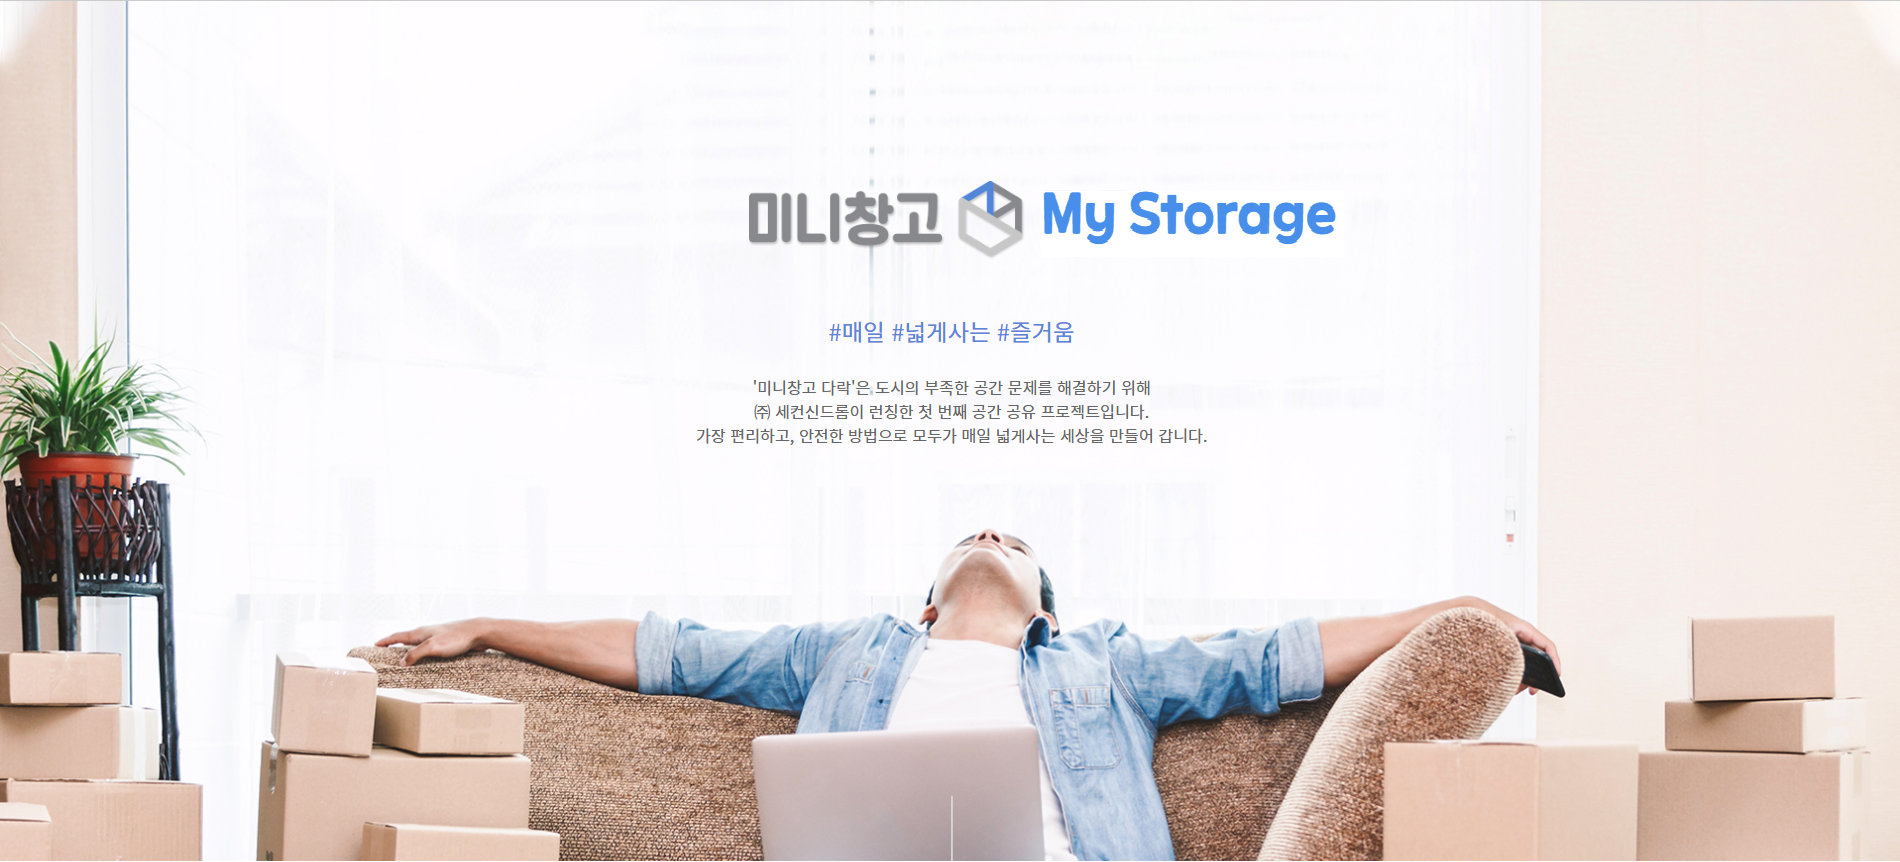 미니창고 My Storage
#매일 #넓게사는 #즐거움
'미니창고 다락'은 도시의 부족한 공간 문제를 해결하기 위해
㈜ 세컨신드롬이 런칭한 첫 번째 공간 공유 프로젝트입니다.
가장 편리하고, 안전한 방법으로 모두가 매일 넓게사는 세상을 만들어 갑니다.